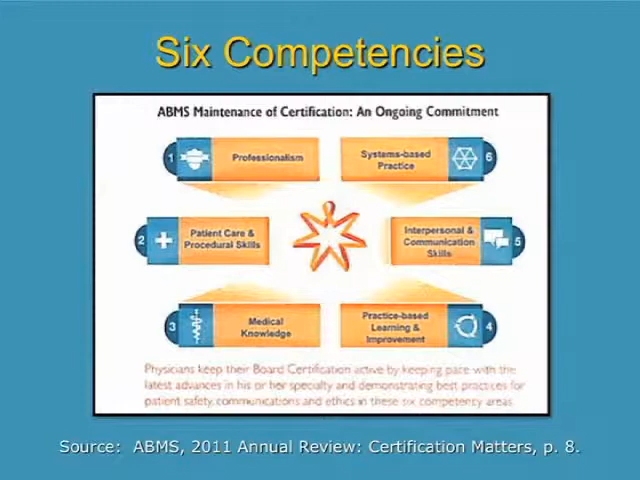 Six Competencies
ABMS Maintenance of Certification: An Ongoing Commitment
1
Professionalism
Systems-based
Practice
6
2
Patient Care &
Procedural Skills
Interpersonal &
Communication
Skills
5
3
Medical
Knowledge
Practice-based
Learning &
Improvement
4
Physicians keep their Board Certification active by keeping pace with the
latest advances in his or her specialty and demonstrating best practices for
patient safety, communications and ethics in these six competency areas.
Source: ABMS, 2011 Annual Review: Certification Matters, p. 8.